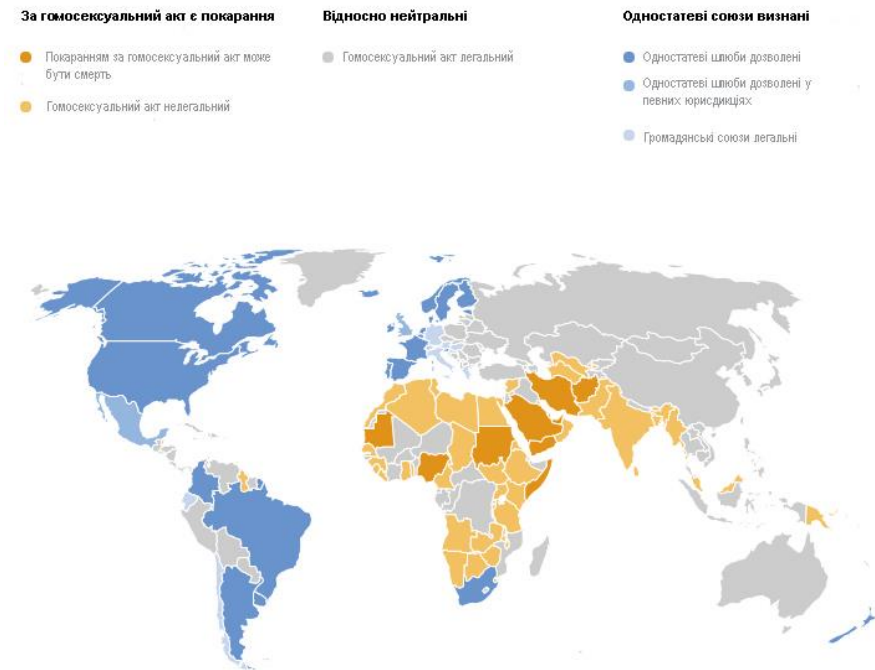 За гомосексуальний акт є покарання
Покаранням за гомосексуальний акт може
бути смерть
Гомосексуальний акт нелегальний
Відносно нейтральні
Гомосексуальний акт легальний
Одностатеві союзи визнані
Одностатеві шлюби дозволені
Одностатеві шлюби дозволені у
певних юрисдикціях
Громадянські союзи легальні